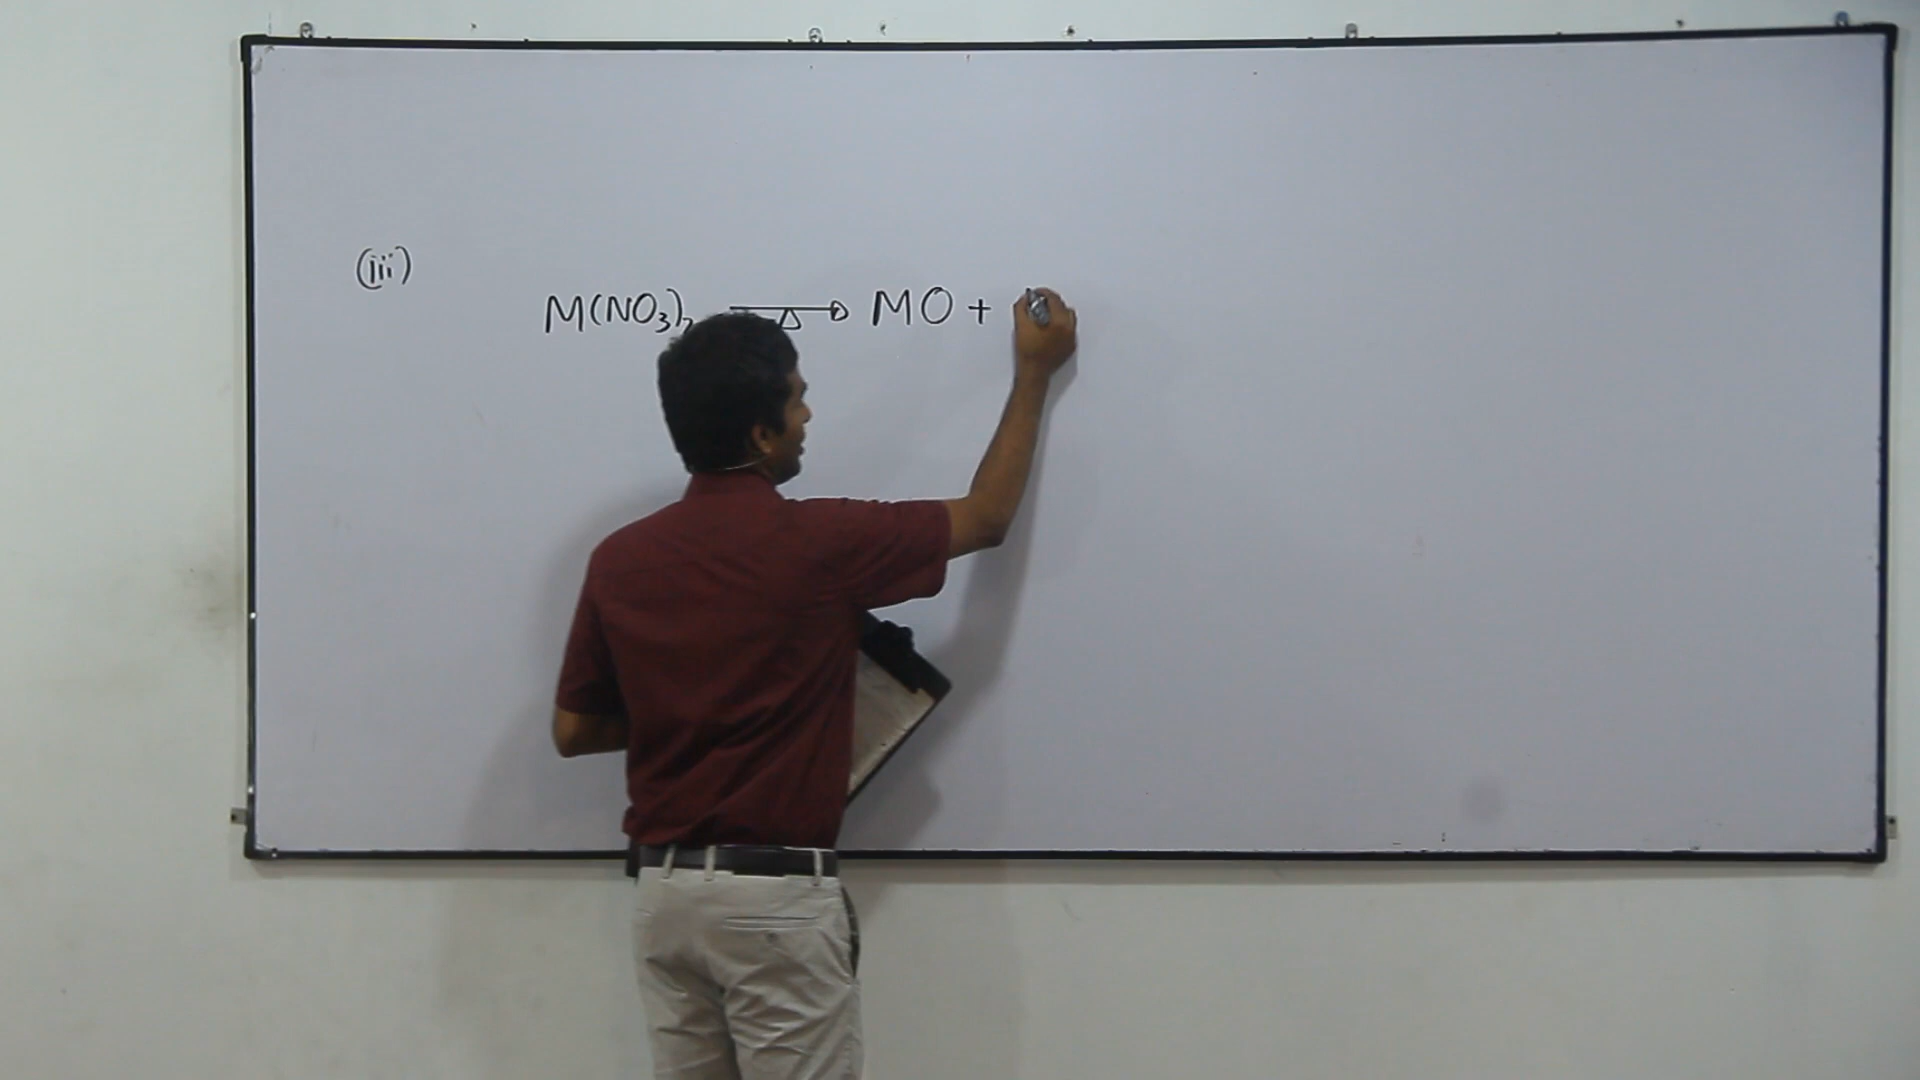 (iii)
M(NO₃)₂ —Δ→ MO +